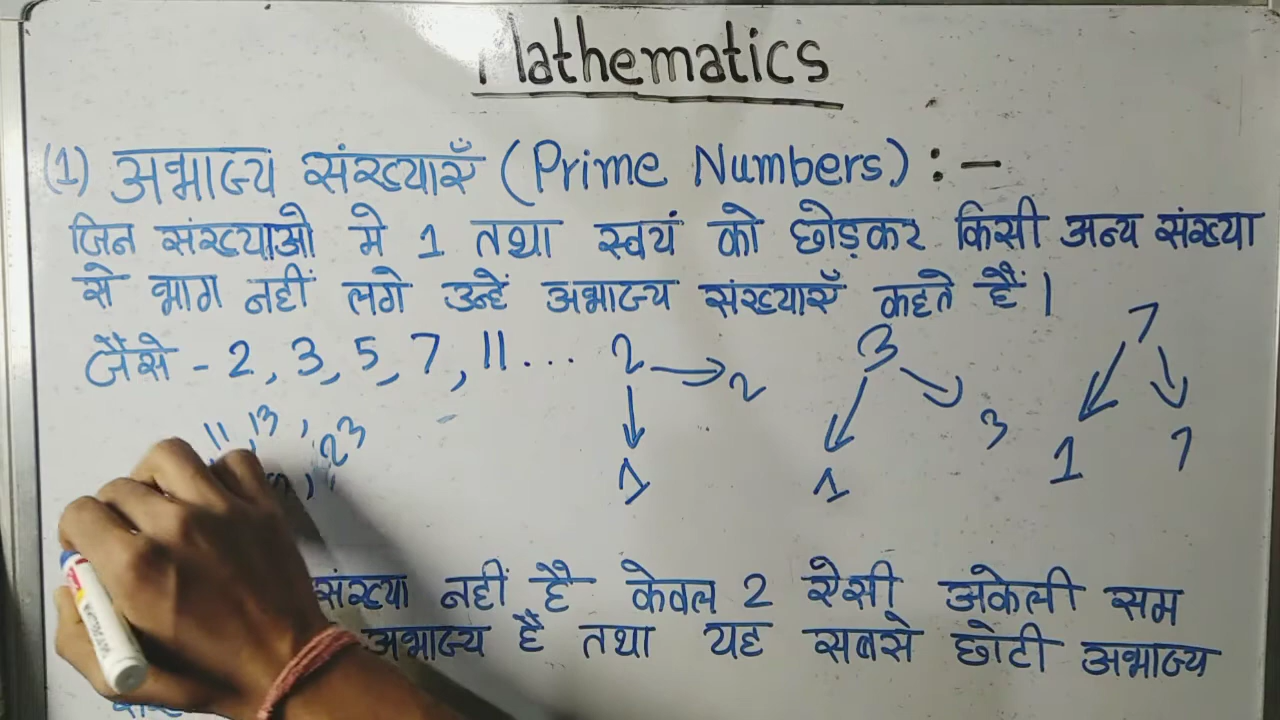 Mathematics
(1) अभाज्य संख्याएँ (Prime Numbers) :-
जिन संख्याओ मे 1 तथा स्वयं को छोड़कर किसी अन्य संख्या
से भाग नहीं लगे उन्हें अभाज्य संख्याएँ कहते हैं।
जैसे - 2, 3, 5, 7, 11... 2 → 2 3 7
11, 13, 23 3 1 7
1 1
संख्या नहीं है केवल 2 ऐसी अकेली सम
अभाज्य है तथा यह सबसे छोटी अभाज्य